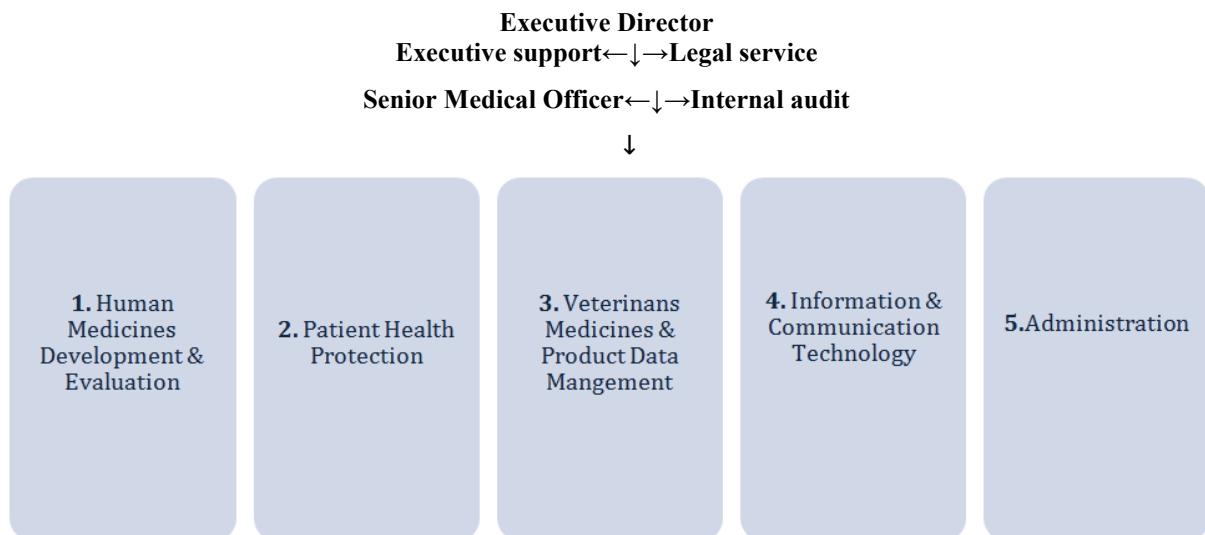 Executive Director
Executive support←↓→Legal service
Senior Medical Officer←↓→Internal audit
↓
1. Human
Medicines
Development &
Evaluation
2. Patient Health
Protection
3. Veterinans
Medicines &
Product Data
Mangement
4. Information &
Communication
Technology
5.Administration